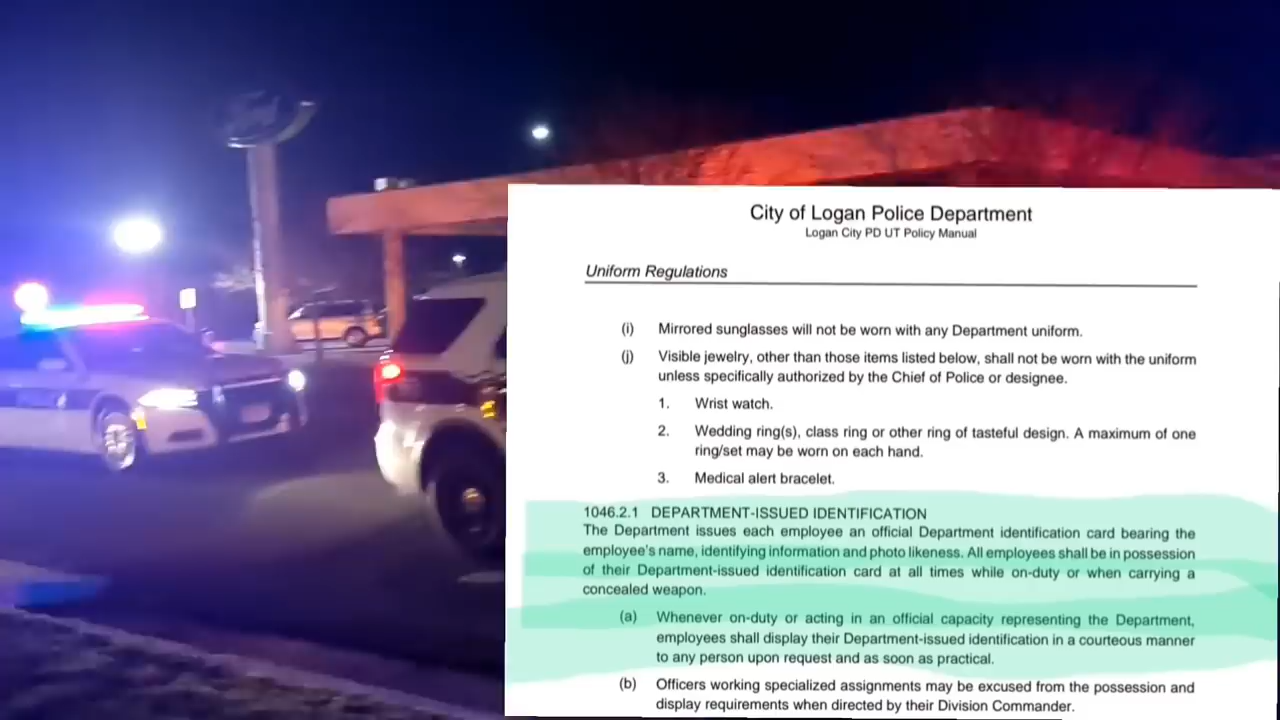 City of Logan Police Department
Logan City PD UT Policy Manual
Uniform Regulations
(i) Mirrored sunglasses will not be worn with any Department uniform.
(j) Visible jewelry, other than those items listed below, shall not be worn with the uniform
unless specifically authorized by the Chief of Police or designee.
1. Wrist watch.
2. Wedding ring(s), class ring or other ring of tasteful design. A maximum of one
ring/set may be worn on each hand.
3. Medical alert bracelet.
1046.2.1 DEPARTMENT-ISSUED IDENTIFICATION
The Department issues each employee an official Department identification card bearing the
employee's name, identifying information and photo likeness. All employees shall be in possession
of their Department-issued identification card at all times while on-duty or when carrying a
concealed weapon.
(a) Whenever on-duty or acting in an official capacity representing the Department,
employees shall display their Department-issued identification in a courteous manner
to any person upon request and as soon as practical.
(b) Officers working specialized assignments may be excused from the possession and
display requirements when directed by their Division Commander.